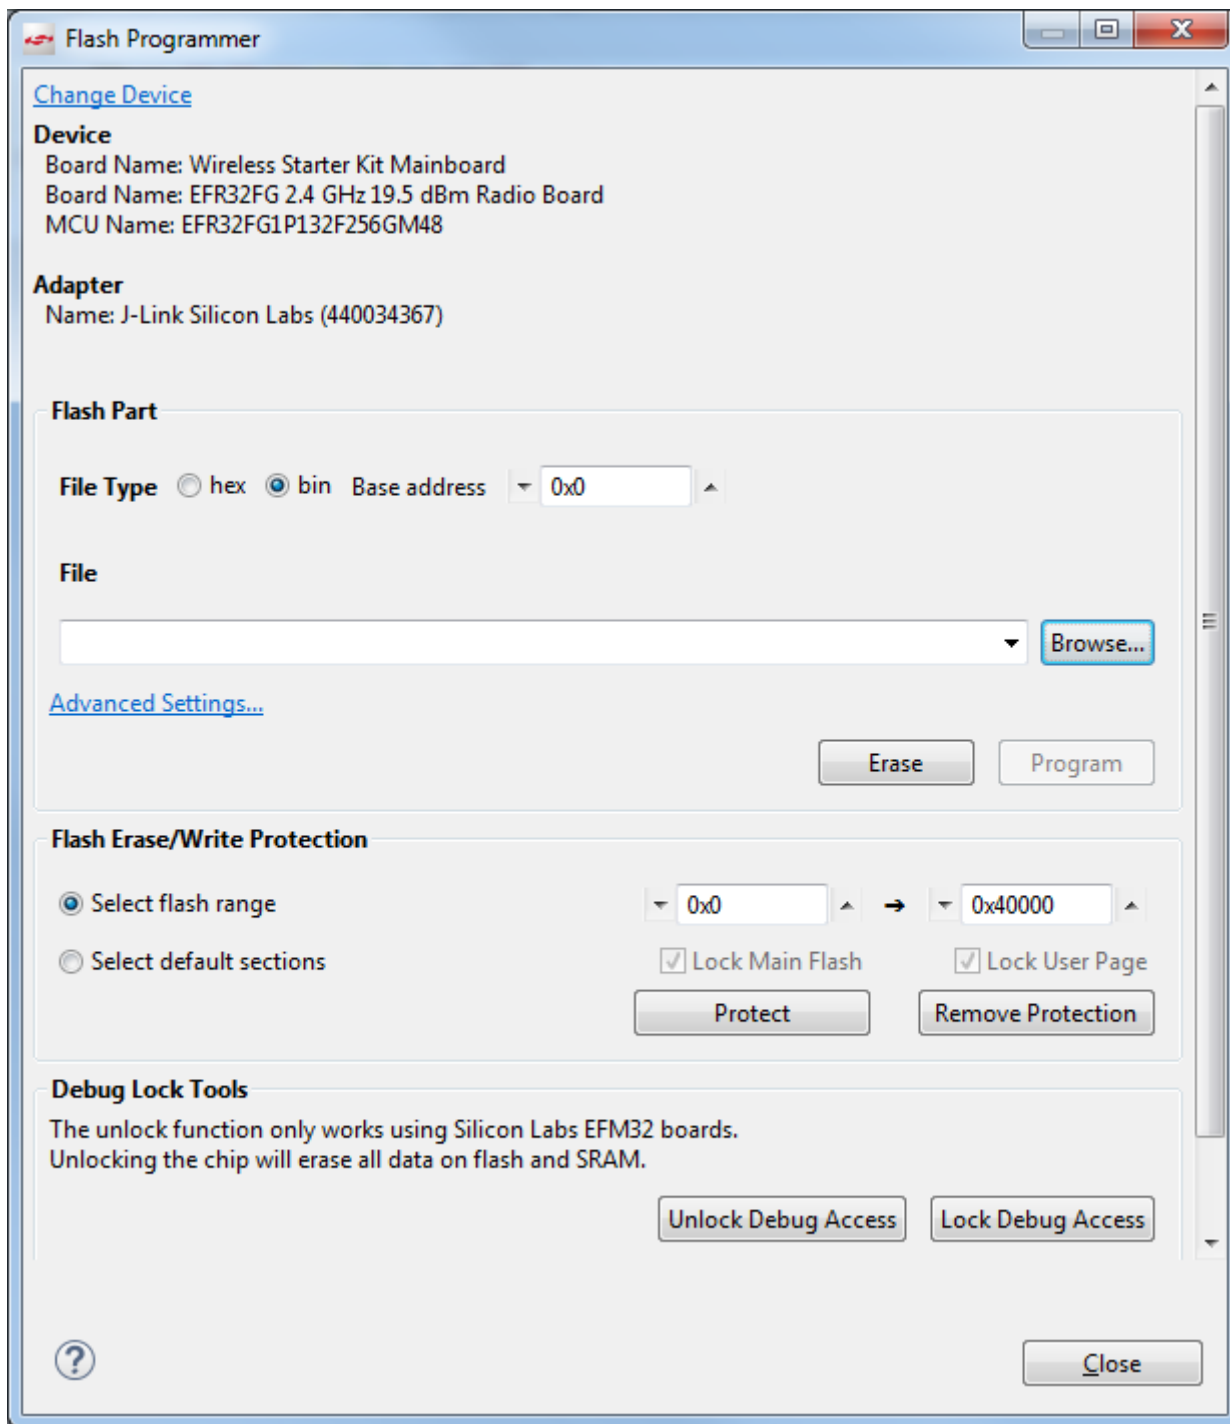 Flash Programmer
Change Device
Device
Board Name: Wireless Starter Kit Mainboard
Board Name: EFR32FG 2.4 GHz 19.5 dBm Radio Board
MCU Name: EFR32FG1P132F256GM48
Adapter
Name: J-Link Silicon Labs (440034367)
Flash Part
File Type hex bin Base address 0x0
File
Browse...
Advanced Settings...
Erase Program
Flash Erase/Write Protection
Select flash range 0x0 ➔ 0x40000
Select default sections Lock Main Flash Lock User Page
Protect Remove Protection
Debug Lock Tools
The unlock function only works using Silicon Labs EFM32 boards.
Unlocking the chip will erase all data on flash and SRAM.
Unlock Debug Access Lock Debug Access
? Close